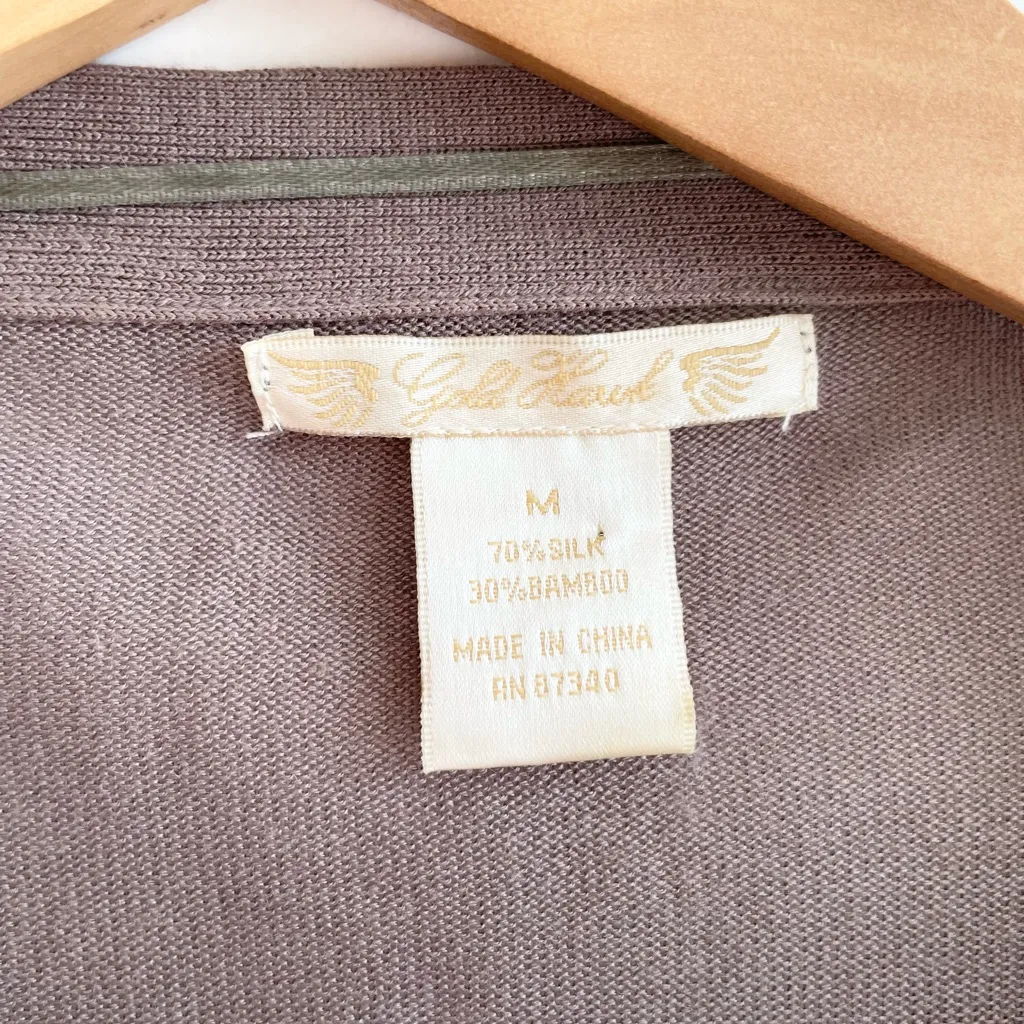 Gold Hawk
M
70%SILK
30%BAMBOO
MADE IN CHINA
RN 87340